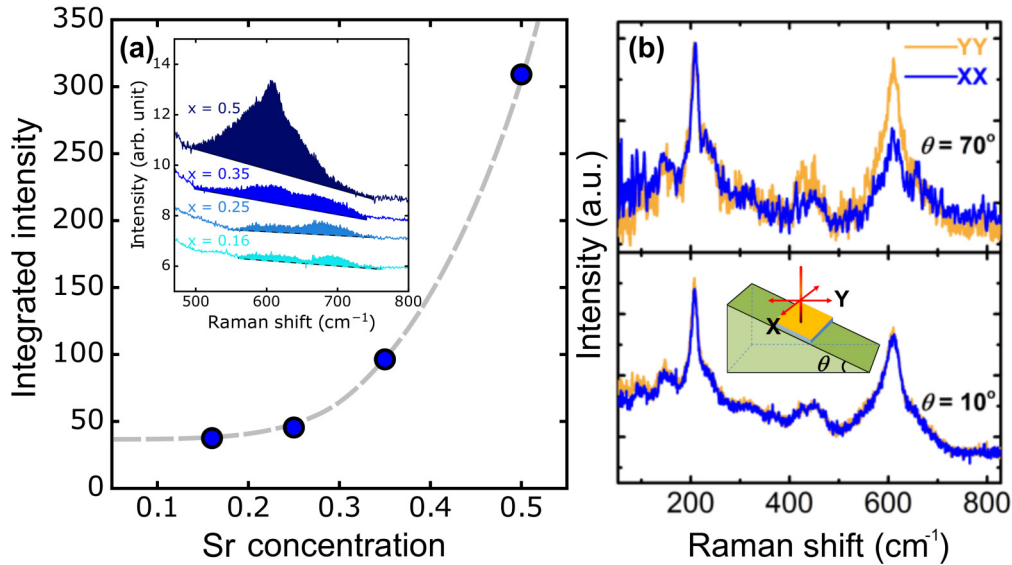 (a)
350
300
250
200
150
100
50
0
Integrated intensity
0.1 0.2 0.3 0.4 0.5
Sr concentration
14
12
10
8
6
Intensity (arb. unit)
x = 0.5
x = 0.35
x = 0.25
x = 0.16
500 600 700 800
Raman shift (cm⁻¹)
(b)
YY
XX
θ = 70°
Intensity (a.u.)
Y
X
θ
θ = 10°
200 400 600 800
Raman shift (cm⁻¹)